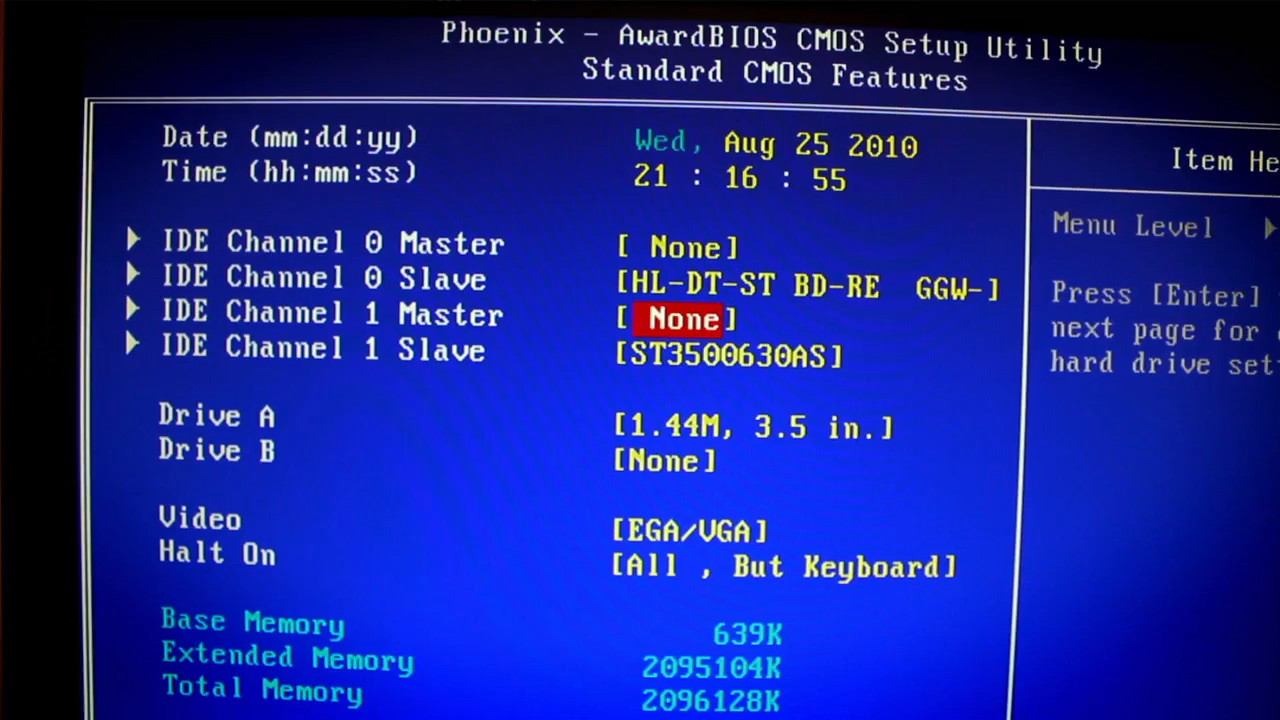 Phoenix - AwardBIOS CMOS Setup Utility
Standard CMOS Features
Date (mm:dd:yy) Wed, Aug 25 2010
Time (hh:mm:ss) 21 : 16 : 55
IDE Channel 0 Master [ None]
IDE Channel 0 Slave [HL-DT-ST BD-RE GGW-]
IDE Channel 1 Master [ None]
IDE Channel 1 Slave [ST3500630AS]
Drive A [1.44M, 3.5 in.]
Drive B [None]
Video [EGA/VGA]
Halt On [All , But Keyboard]
Base Memory 639K
Extended Memory 2095104K
Total Memory 2096128K
Item He
Menu Level
Press [Enter]
next page for
hard drive set